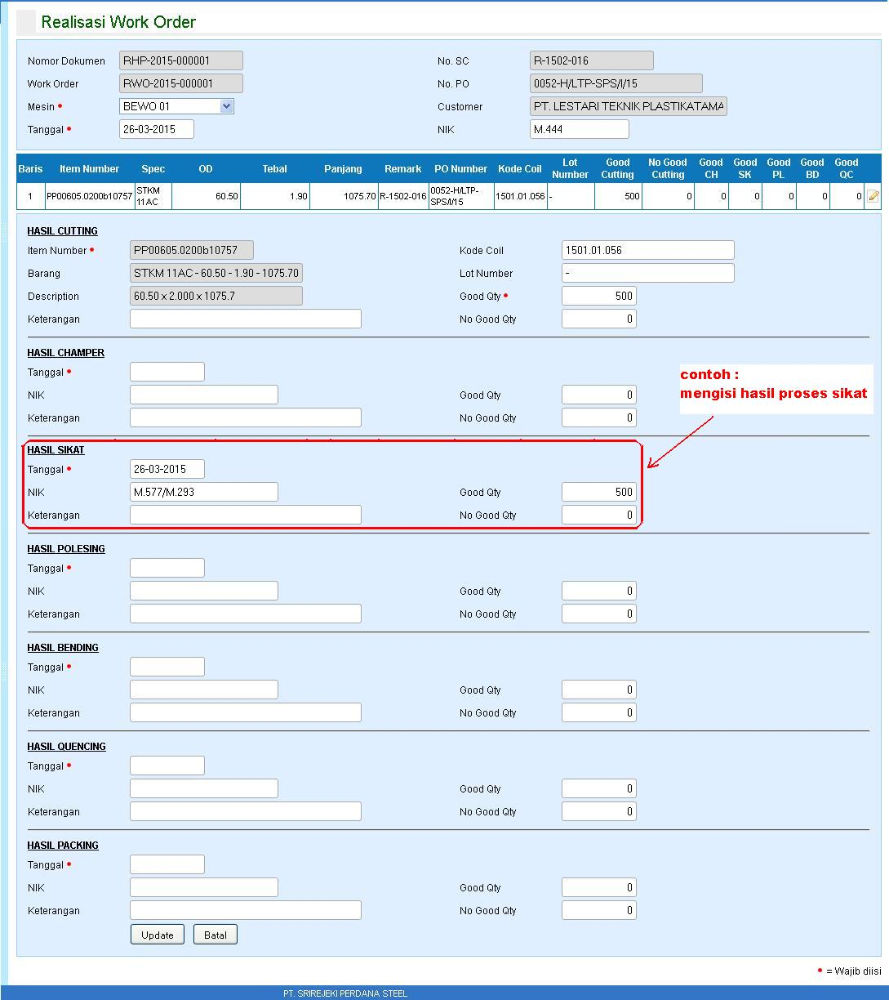 Realisasi Work Order
Nomor Dokumen RHP-2015-000001 No. SC R-1502-016
Work Order RWO-2015-000001 No. PO 0052-H/LTP-SPS/I/15
Mesin • BEWO 01 Customer PT. LESTARI TEKNIK PLASTIKATAMA
Tanggal • 26-03-2015 NIK M.444
Baris Item Number Spec OD Tebal Panjang Remark PO Number Kode Coil Lot Number Good Cutting No Good Cutting Good CH Good SK Good PL Good BD Good QC
1 PP00605.0200b10757 STKM 11AC 60.50 1.90 1075.70 R-1502-016 0052-H/LTP-SPS/I/15 1501.01.056 - 500 0 0 0 0 0 0
HASIL CUTTING
Item Number • PP00605.0200b10757 Kode Coil 1501.01.056
Barang STKM 11AC - 60.50 - 1.90 - 1075.70 Lot Number -
Description 60.50 x 2.000 x 1075.7 Good Qty • 500
Keterangan No Good Qty 0
HASIL CHAMPER
Tanggal •
NIK Good Qty 0
Keterangan No Good Qty 0
contoh :
mengisi hasil proses sikat
HASIL SIKAT
Tanggal • 26-03-2015
NIK M.577/M.293 Good Qty 500
Keterangan No Good Qty 0
HASIL POLESING
Tanggal •
NIK Good Qty 0
Keterangan No Good Qty 0
HASIL BENDING
Tanggal •
NIK Good Qty 0
Keterangan No Good Qty 0
HASIL QUENCING
Tanggal •
NIK Good Qty 0
Keterangan No Good Qty 0
HASIL PACKING
Tanggal •
NIK Good Qty 0
Keterangan No Good Qty 0
Update Batal
• = Wajib diisi
PT. SRIREJEKI PERDANA STEEL